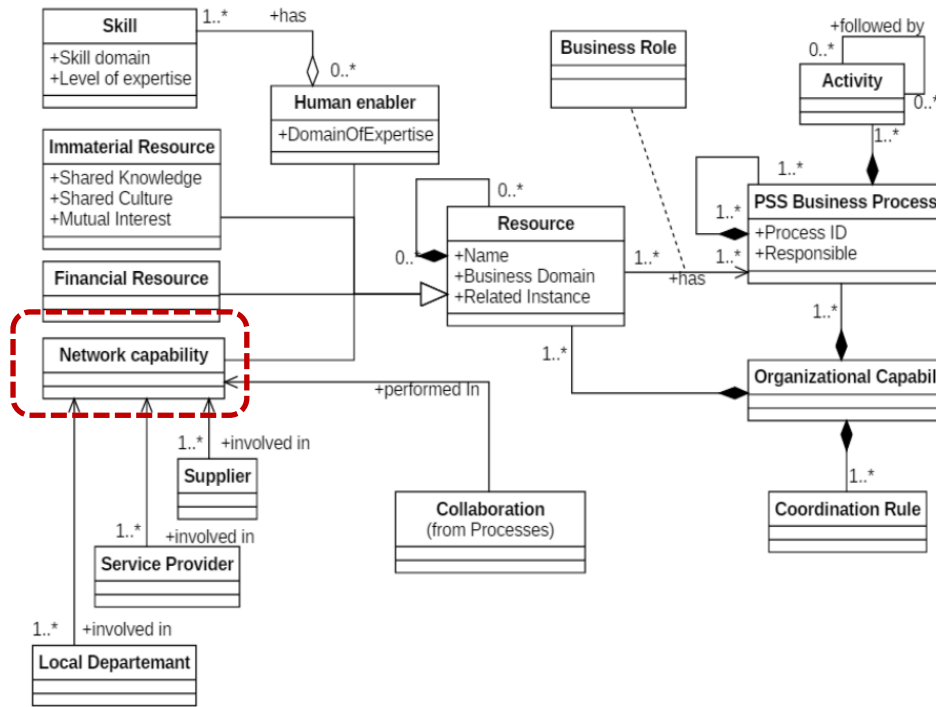 Skill
+Skill domain
+Level of expertise
1..*
+has
0..*
Human enabler
+DomainOfExpertise
Business Role
+followed by
0..*
Activity
0..*
1..*
Immaterial Resource
+Shared Knowledge
+Shared Culture
+Mutual Interest
0..*
0..*
Resource
+Name
+Business Domain
+Related Instance
1..*
+has
1..*
1..*
1..*
PSS Business Process
+Process ID
+Responsible
Financial Resource
Network capability
1..*
1..*
Organizational Capabil
+performed In
1..*
+involved in
Supplier
Collaboration
(from Processes)
1..*
Coordination Rule
1..*
+involved in
Service Provider
1..*
+involved in
Local Departemant